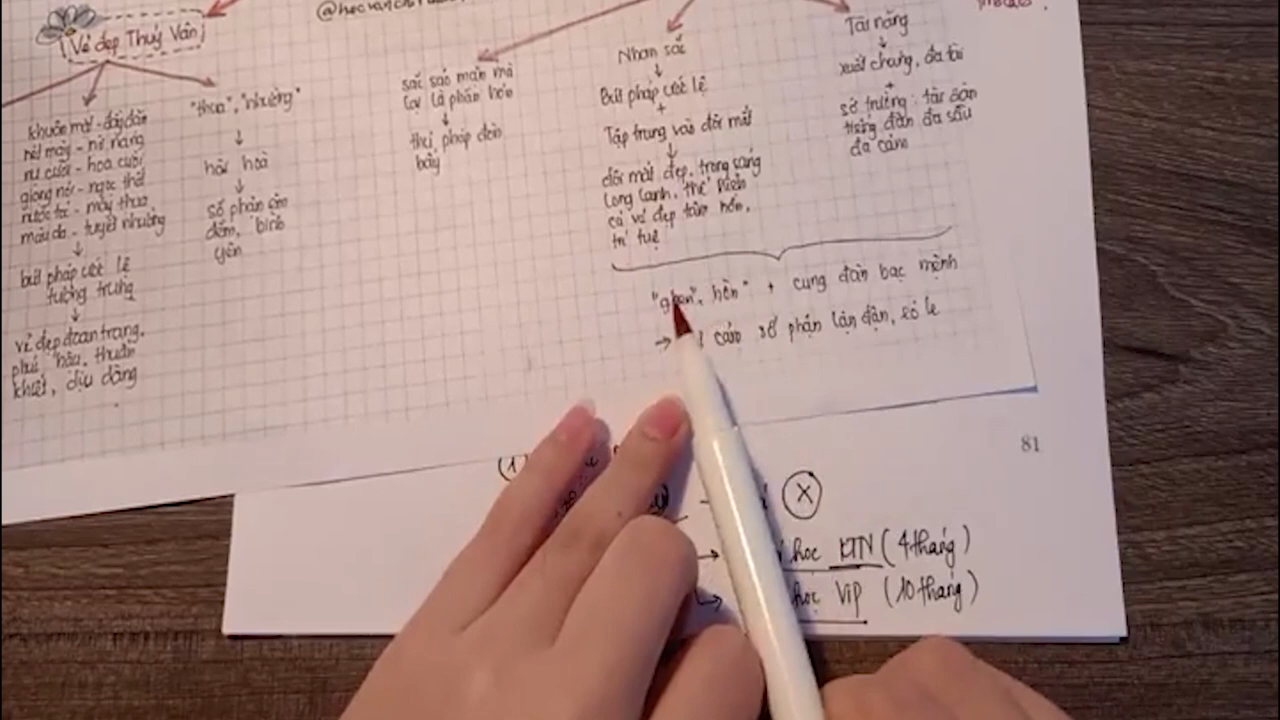 Vẻ đẹp Thuý Vân
khuôn mặt - đầy đặn
nét mày - nở nang
nụ cười - hoa cười
giọng nói - ngọc thốt
nước tóc - mây thua
màu da - tuyết nhường
↓
bút pháp ước lệ
tượng trưng
↓
vẻ đẹp đoan trang,
phúc hậu, thuần
khiết, dịu dàng
"thua", "nhường"
↓
hài hoà
↓
số phận êm
đềm, bình
yên
sắc sảo mặn mà
lại là phần hơn
↓
thủ pháp đòn
bẩy
Nhan sắc
↓
Bút pháp ước lệ
+
Tập trung vào đôi mắt
↓
đôi mắt đẹp, trong sáng
long lanh, thể hiện
cả vẻ đẹp tâm hồn,
trí tuệ
Tài năng
↓
xuất chúng, đa tài
+
sở trường: tài đàn
tiếng đàn đa sầu
đa cảm
"ghen", hờn" + cung đàn bạc mệnh
→ cảm số phận lận đận, éo le
81
(1)
X
học KTN (4 tháng)
học VIP (10 tháng)